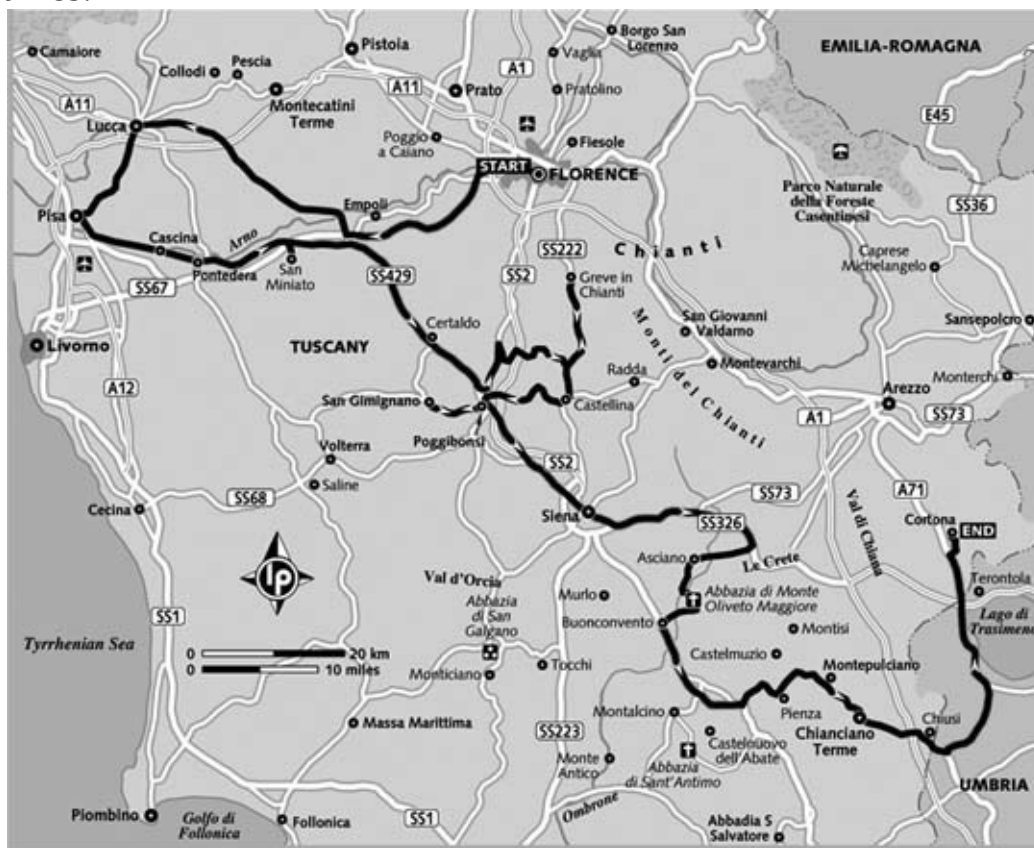 Camaiore
Collodi
Pescia
Pistoia
Montecatini
Terme
A11
Lucca
A11
A1
Prato
Vaglia
Pratolino
Borgo San
Lorenzo
EMILIA-ROMAGNA
E45
Poggio
a Caiano
Fiesole
START
FLORENCE
Parco Naturale
della Foreste
Casentinesi
SS36
Pisa
Empoli
Arno
Cascina
Pontedera
San
Miniato
SS67
SS429
SS2
SS222
Chianti
Greve in
Chianti
Caprese
Michelangelo
Sansepolcro
Livorno
A12
TUSCANY
Certaldo
San Giovanni
Valdarno
Monti del Chianti
Montevarchi
Monterchi
Radda
Arezzo
A1
SS73
San Gimignano
Castellina
Poggibonsi
Volterra
Saline
SS68
Cecina
SS2
SS73
A71
Val di Chiana
Siena
SS326
Cortona
END
Asciano
Le Crete
Terontola
lp
Val d'Orcia
Abbazia
di San
Galgano
Murlo
Abbazia di Monte
Oliveto Maggiore
Lago di
Trasimeno
Buonconvento
Montisi
SS1
Tyrrhenian Sea
0 20 km
0 10 miles
Monticiano
Tocchi
Castelmuzio
Montepulciano
Pienza
Chianciano
Terme
Chiusi
Massa Marittima
SS223
Montalcino
Castelnuovo
dell'Abate
Monte
Antico
Abbazia
di Sant'Antimo
UMBRIA
Piombino
Golfo di
Follonica
Follonica
SS1
Ombrone
Abbadia S
Salvatore